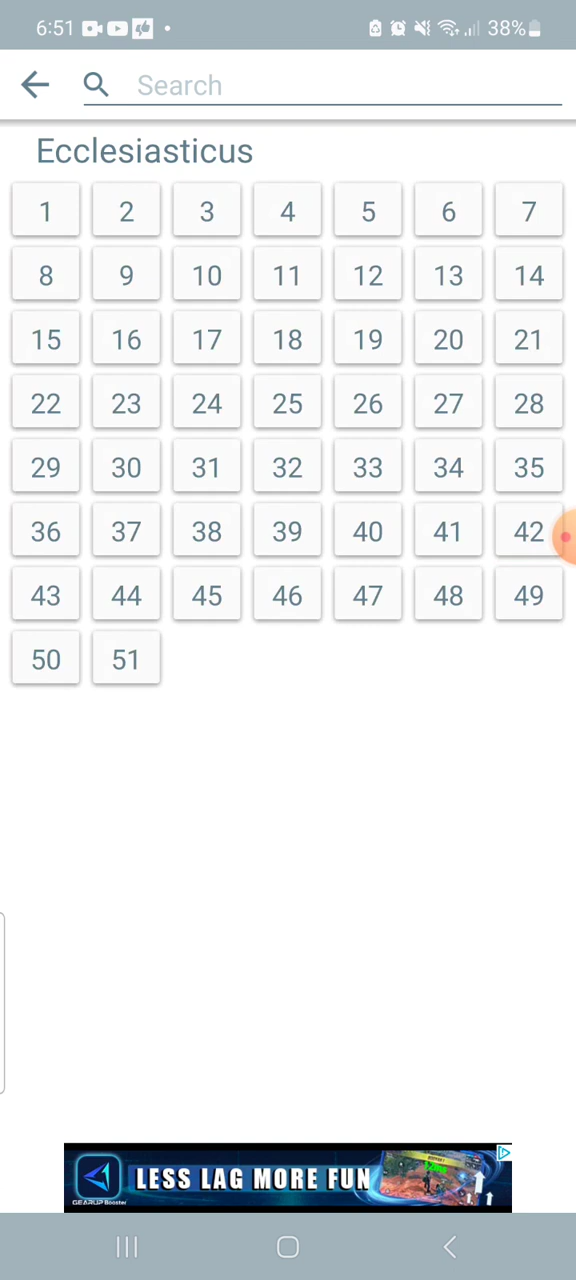 6:51 38%
Search
Ecclesiasticus
1 2 3 4 5 6 7
8 9 10 11 12 13 14
15 16 17 18 19 20 21
22 23 24 25 26 27 28
29 30 31 32 33 34 35
36 37 38 39 40 41 42
43 44 45 46 47 48 49
50 51
LESS LAG MORE FUN
GEARUP Booster